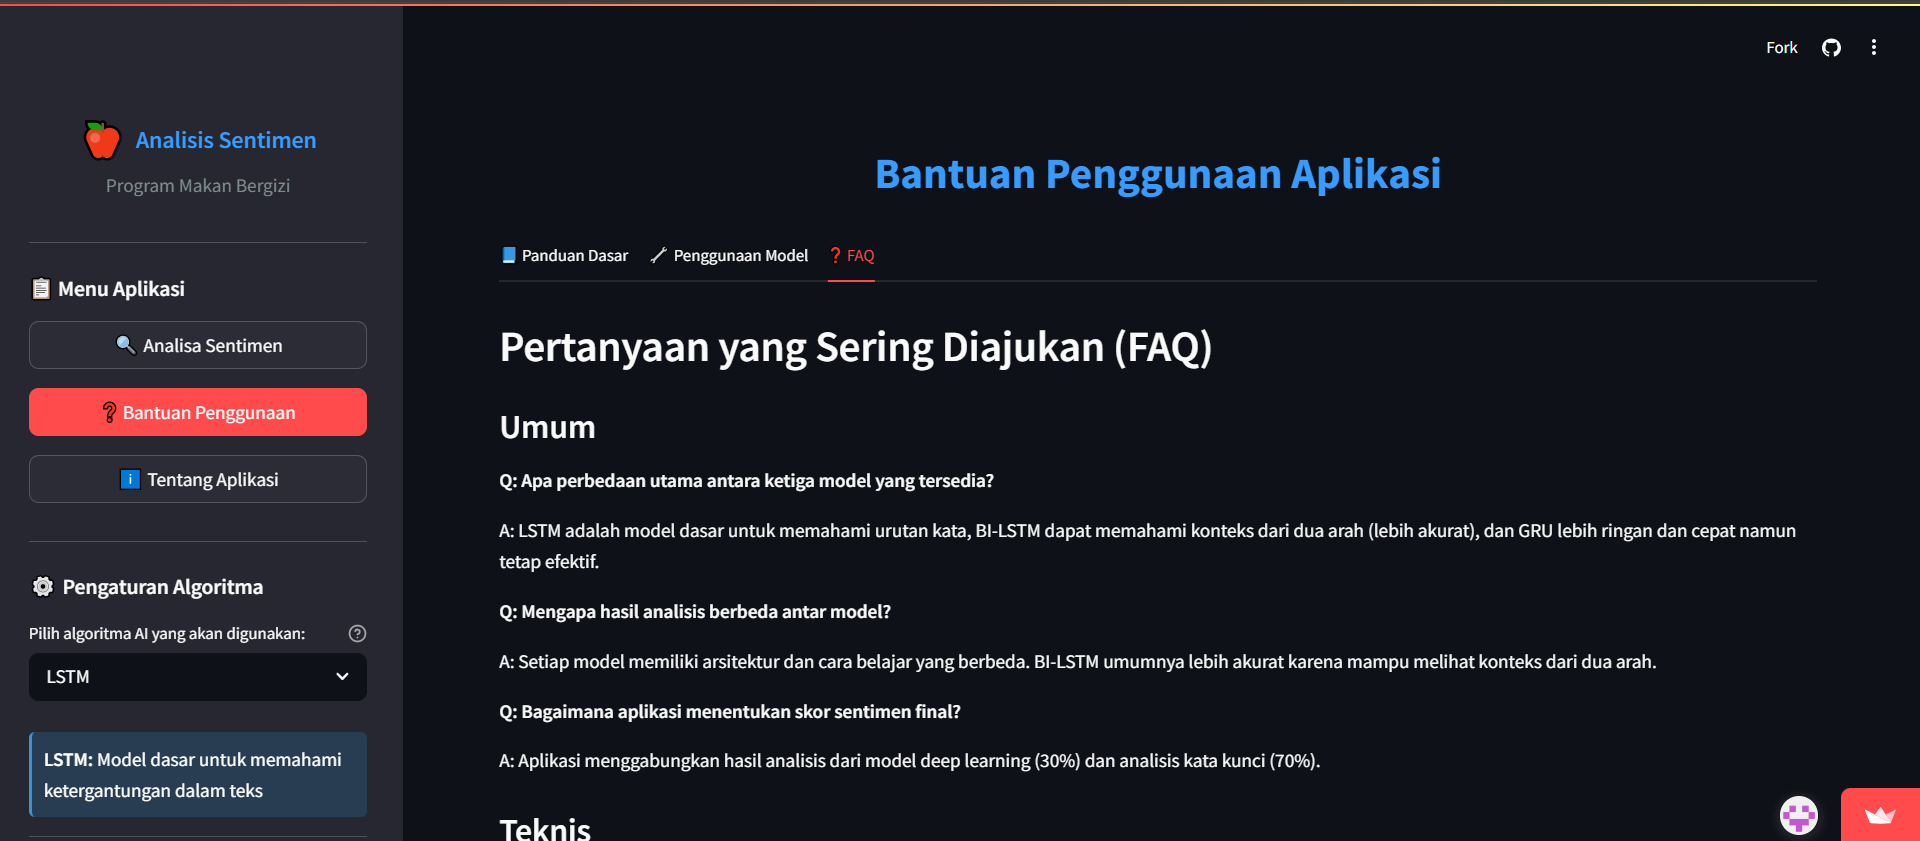 Fork
Analisis Sentimen
Program Makan Bergizi
Menu Aplikasi
Analisa Sentimen
Bantuan Penggunaan
Tentang Aplikasi
Pengaturan Algoritma
Pilih algoritma AI yang akan digunakan:
LSTM
LSTM: Model dasar untuk memahami
ketergantungan dalam teks
Bantuan Penggunaan Aplikasi
Panduan Dasar
Penggunaan Model
FAQ
Pertanyaan yang Sering Diajukan (FAQ)
Umum
Q: Apa perbedaan utama antara ketiga model yang tersedia?
A: LSTM adalah model dasar untuk memahami urutan kata, BI-LSTM dapat memahami konteks dari dua arah (lebih akurat), dan GRU lebih ringan dan cepat namun
tetap efektif.
Q: Mengapa hasil analisis berbeda antar model?
A: Setiap model memiliki arsitektur dan cara belajar yang berbeda. BI-LSTM umumnya lebih akurat karena mampu melihat konteks dari dua arah.
Q: Bagaimana aplikasi menentukan skor sentimen final?
A: Aplikasi menggabungkan hasil analisis dari model deep learning (30%) dan analisis kata kunci (70%).
Teknis